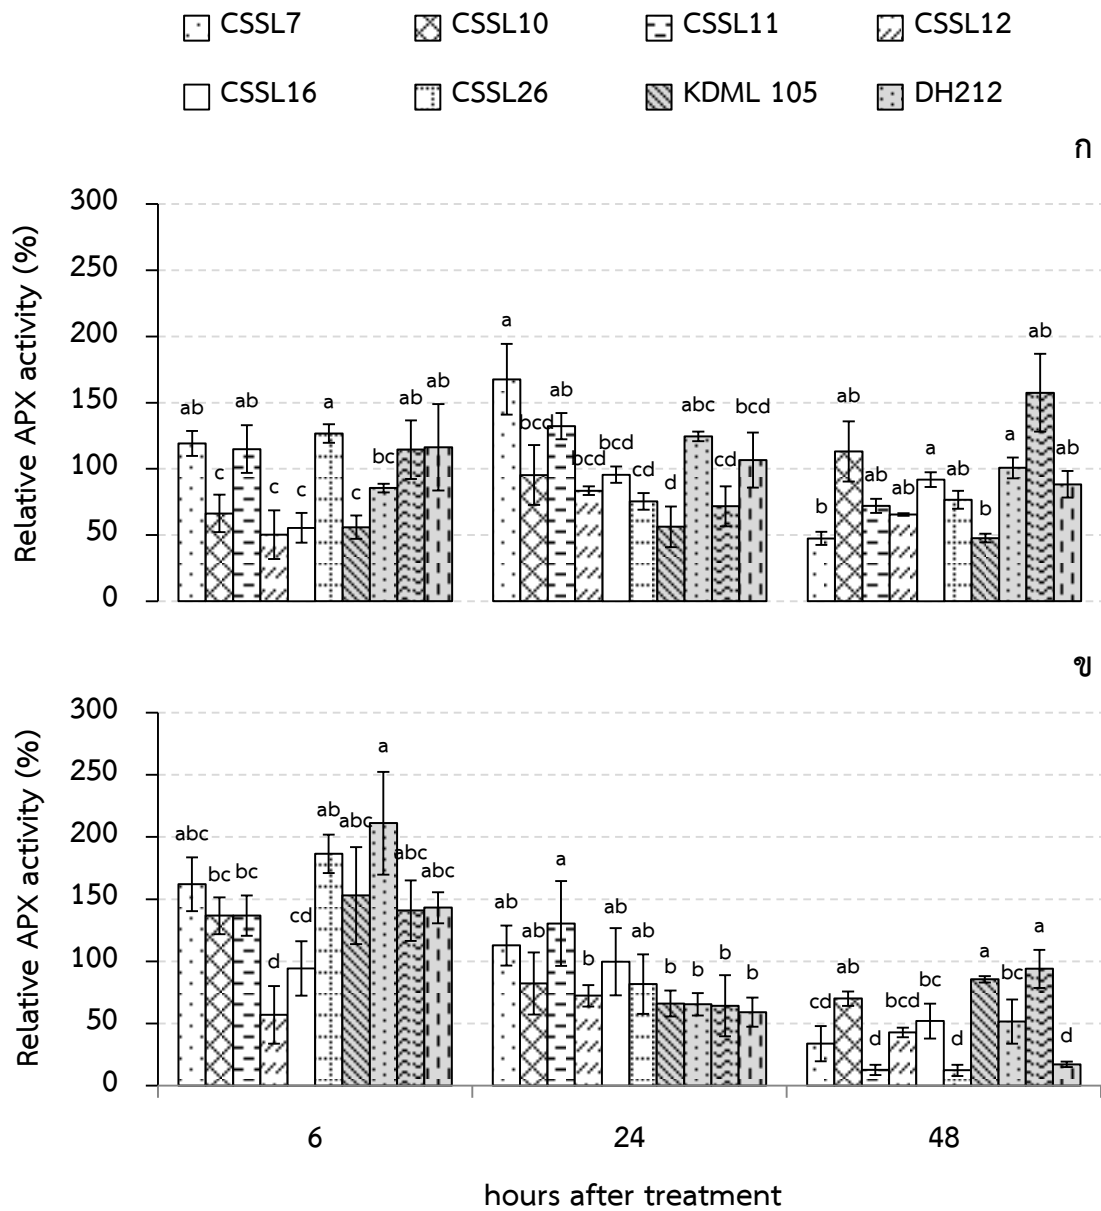 CSSL7 CSSL10 CSSL11 CSSL12
CSSL16 CSSL26 KDML 105 DH212
ก
Relative APX activity (%)
300
250
200
150
100
50
0
ab c ab c c a c bc ab ab
a bcd ab bcd bcd cd d abc cd bcd
b ab ab ab a ab b a ab ab
ข
Relative APX activity (%)
300
250
200
150
100
50
0
abc bc bc d cd ab abc a abc abc
ab ab a b ab ab b b b b
cd ab d bcd bc d a bc a d
6 24 48
hours after treatment